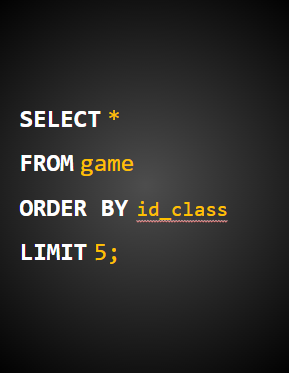 SELECT *
FROM game
ORDER BY id_class
LIMIT 5;